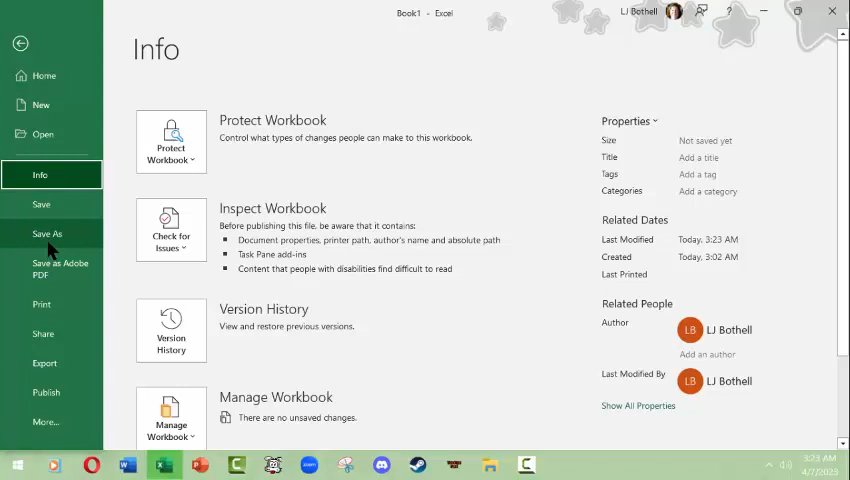 Book1 - Excel
LJ Bothell
?
Info
Home
New
Open
Info
Save
Save As
Save as Adobe
PDF
Print
Share
Export
Publish
More...
Protect
Workbook
Protect Workbook
Control what types of changes people can make to this workbook.
Check for
Issues
Inspect Workbook
Before publishing this file, be aware that it contains:
Document properties, printer path, author's name and absolute path
Task Pane add-ins
Content that people with disabilities find difficult to read
Version
History
Version History
View and restore previous versions.
Manage
Workbook
Manage Workbook
There are no unsaved changes.
Properties
Size Not saved yet
Title Add a title
Tags Add a tag
Categories Add a category
Related Dates
Last Modified Today, 3:23 AM
Created Today, 3:02 AM
Last Printed
Related People
Author LB LJ Bothell
Add an author
Last Modified By LB LJ Bothell
Show All Properties
3:23 AM
4/7/2023